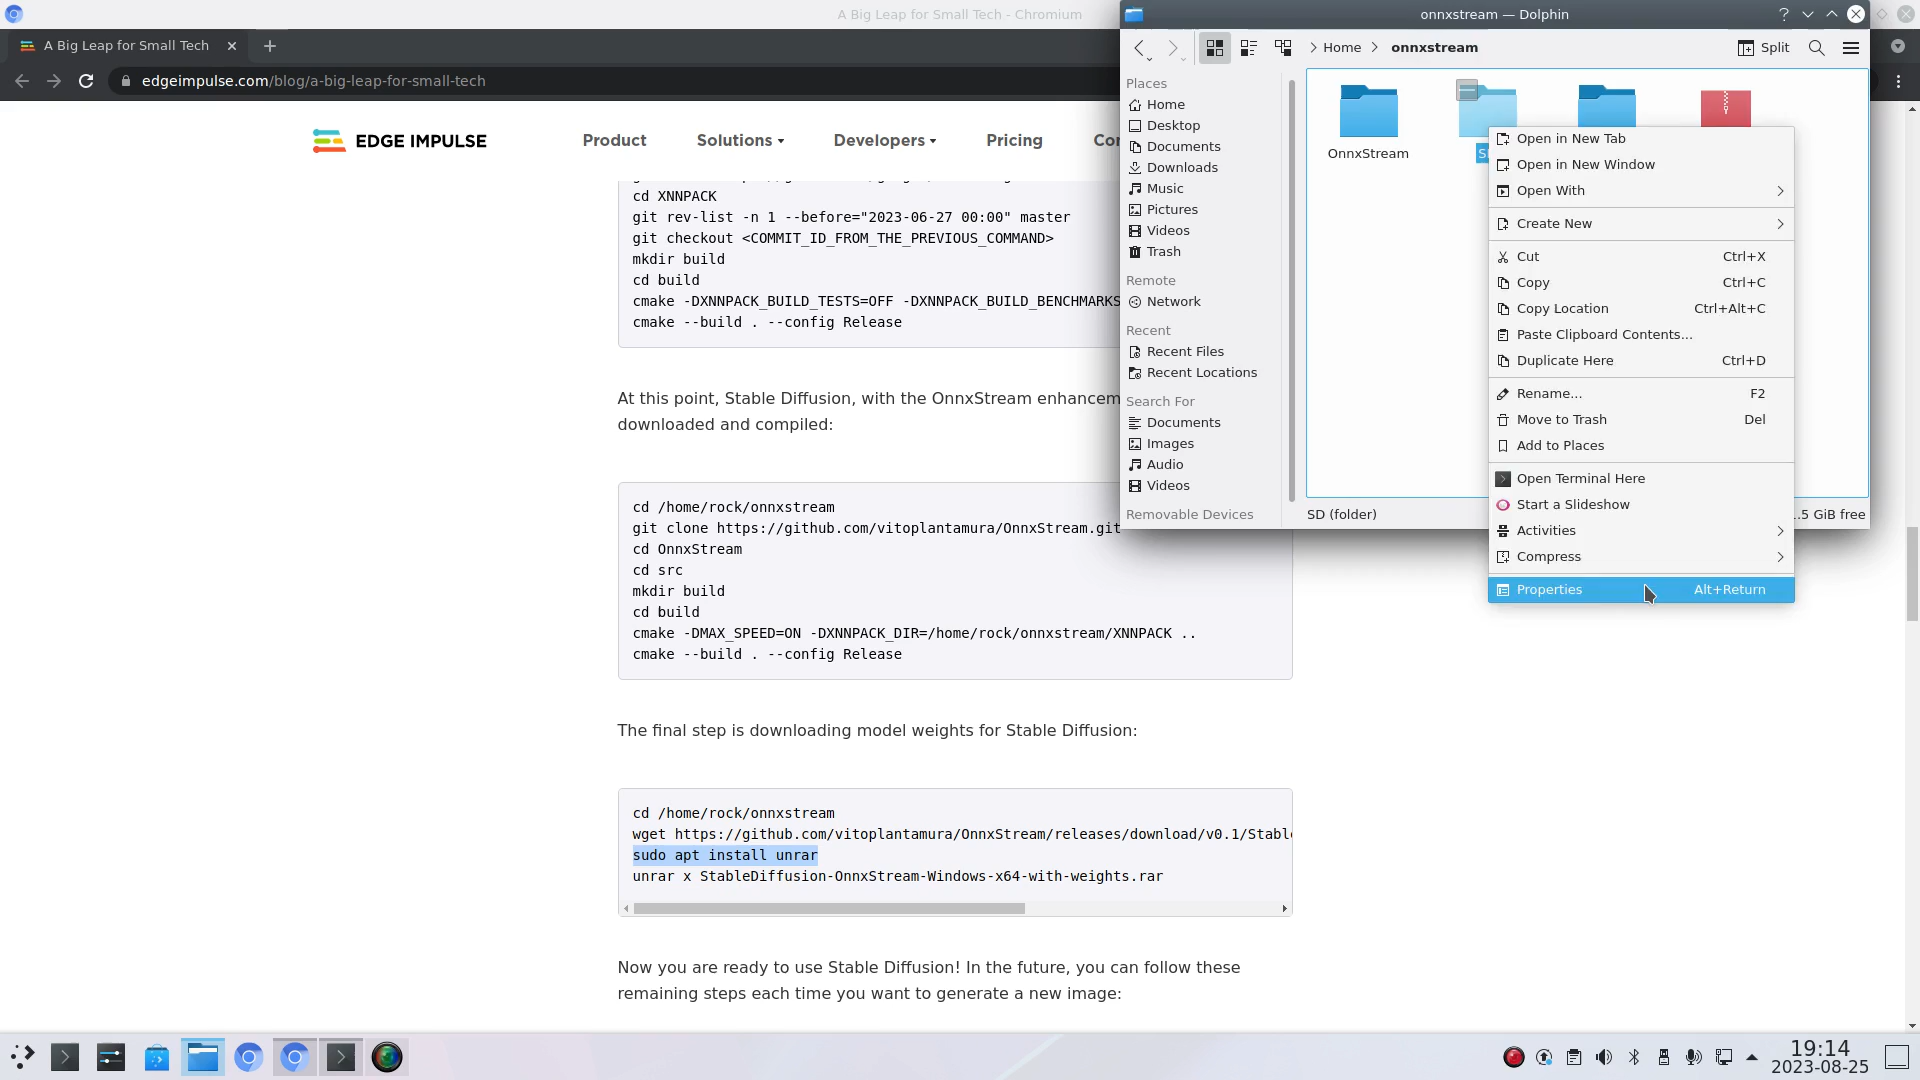 A Big Leap for Small Tech - Chromium
A Big Leap for Small Tech
edgeimpulse.com/blog/a-big-leap-for-small-tech
EDGE IMPULSE
Product
Solutions
Developers
Pricing
cd XNNPACK
git rev-list -n 1 --before="2023-06-27 00:00" master
git checkout <COMMIT_ID_FROM_THE_PREVIOUS_COMMAND>
mkdir build
cd build
cmake -DXNNPACK_BUILD_TESTS=OFF -DXNNPACK_BUILD_BENCHMARKS
cmake --build . --config Release
At this point, Stable Diffusion, with the OnnxStream enhancem
downloaded and compiled:
cd /home/rock/onnxstream
git clone https://github.com/vitoplantamura/OnnxStream.git
cd OnnxStream
cd src
mkdir build
cd build
cmake -DMAX_SPEED=ON -DXNNPACK_DIR=/home/rock/onnxstream/XNNPACK ..
cmake --build . --config Release
The final step is downloading model weights for Stable Diffusion:
cd /home/rock/onnxstream
wget https://github.com/vitoplantamura/OnnxStream/releases/download/v0.1/Stable
sudo apt install unrar
unrar x StableDiffusion-OnnxStream-Windows-x64-with-weights.rar
Now you are ready to use Stable Diffusion! In the future, you can follow these
remaining steps each time you want to generate a new image:
onnxstream — Dolphin
Home > onnxstream
Split
Places
Home
Desktop
Documents
Downloads
Music
Pictures
Videos
Trash
Remote
Network
Recent
Recent Files
Recent Locations
Search For
Documents
Images
Audio
Videos
Removable Devices
OnnxStream
SD (folder)
.5 GiB free
Open in New Tab
Open in New Window
Open With
Create New
Cut Ctrl+X
Copy Ctrl+C
Copy Location Ctrl+Alt+C
Paste Clipboard Contents...
Duplicate Here Ctrl+D
Rename... F2
Move to Trash Del
Add to Places
Open Terminal Here
Start a Slideshow
Activities
Compress
Properties Alt+Return
19:14
2023-08-25